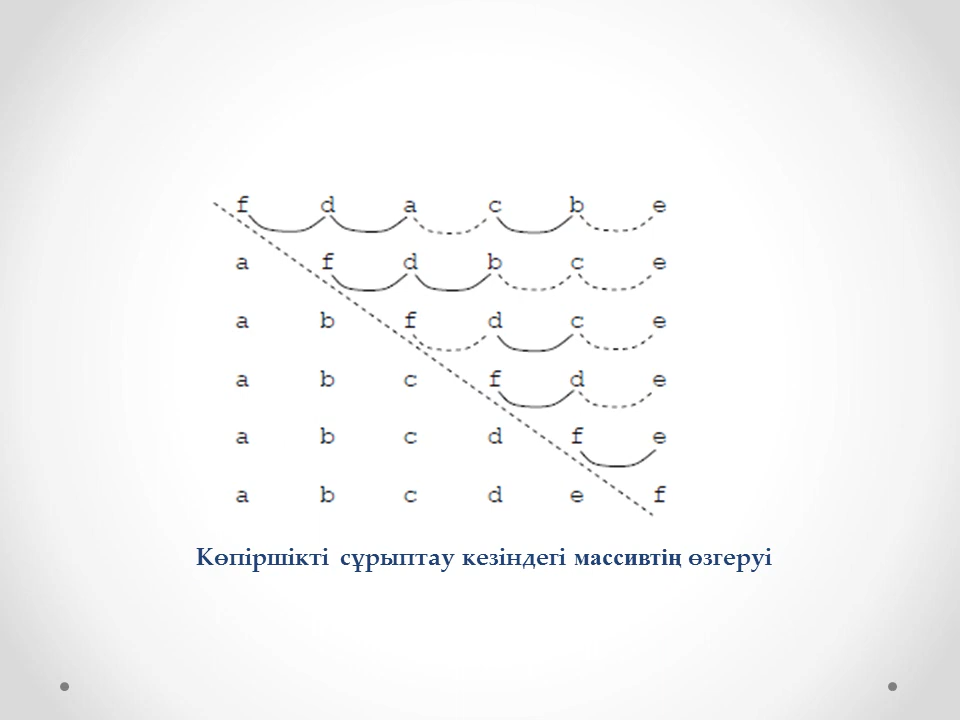 f d a c b e
a f d b c e
a b f d c e
a b c f d e
a b c d f e
a b c d e f
Көпіршікті сұрыптау кезіндегі массивтің өзгеруі